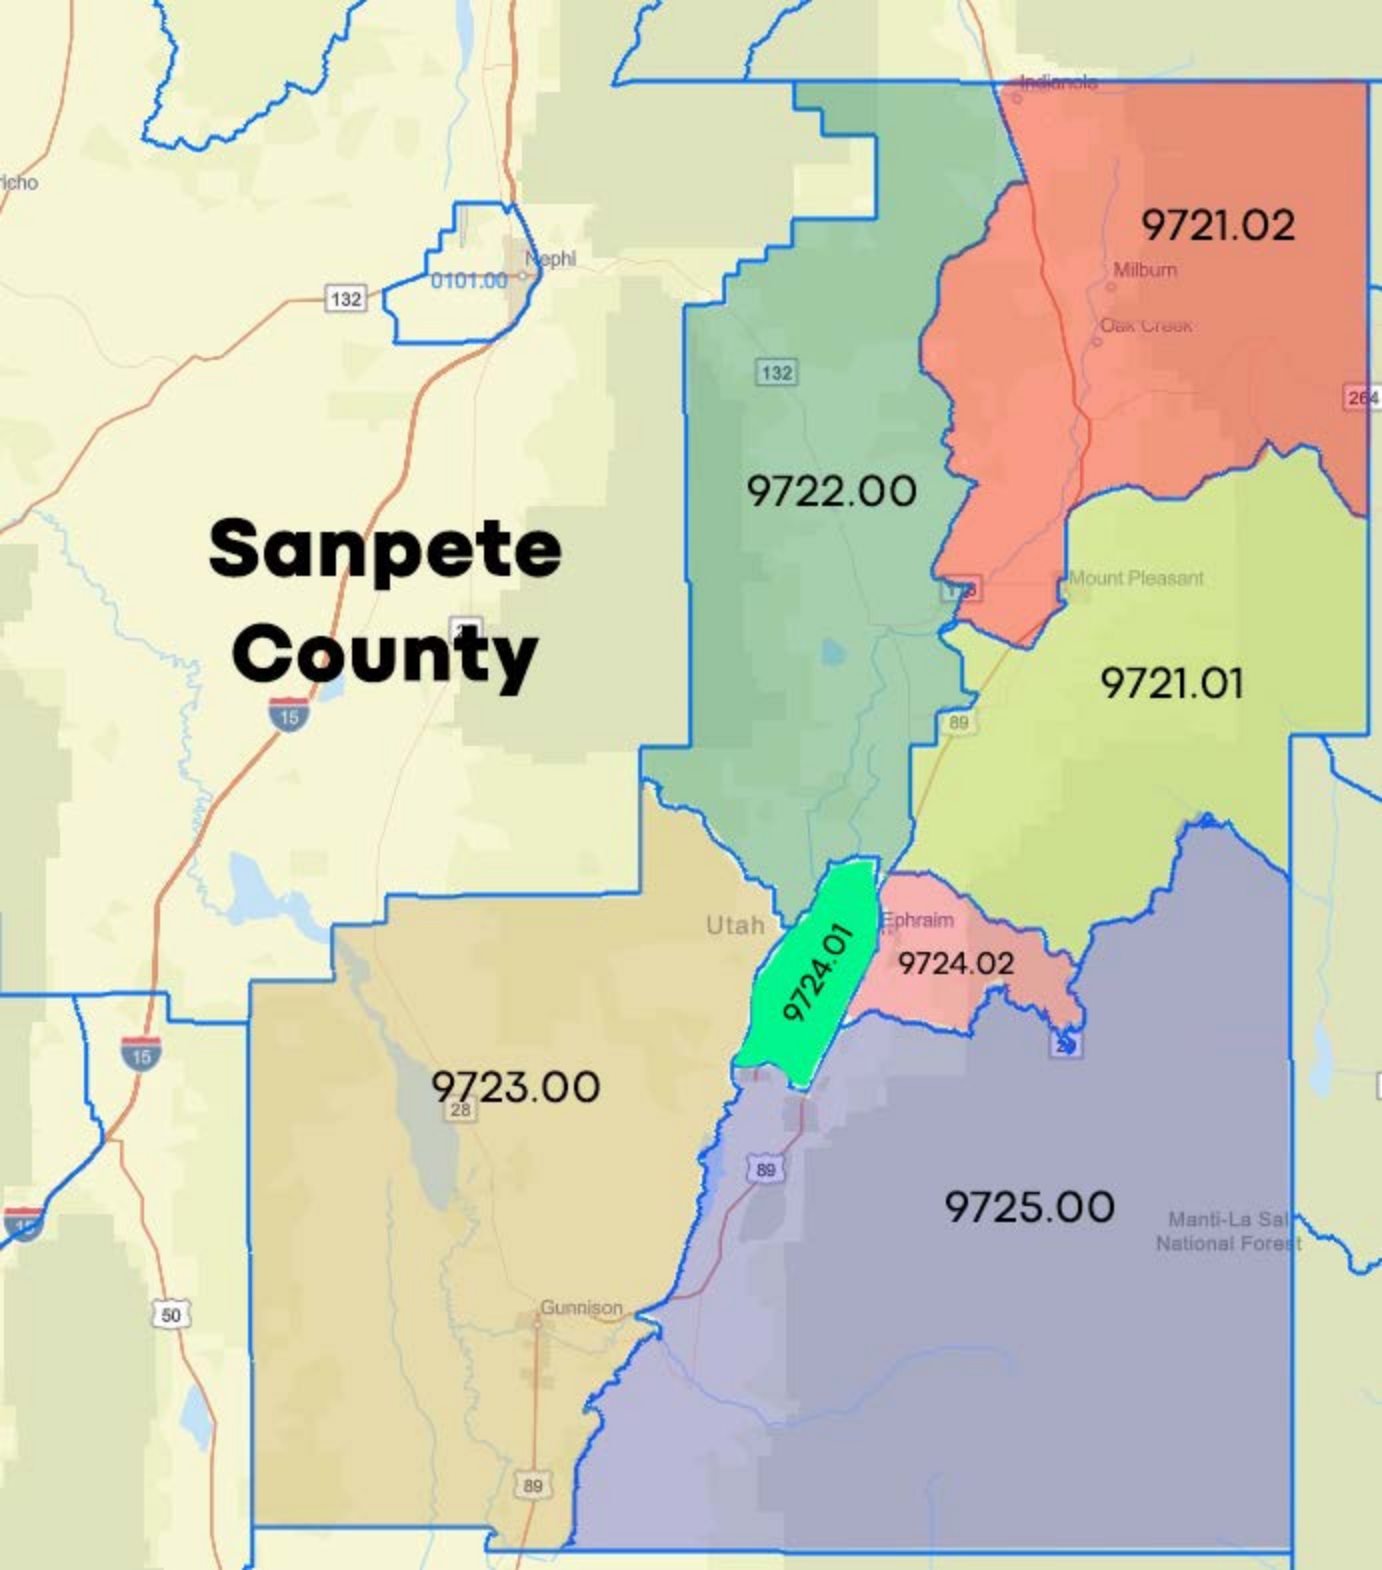 Indianola
9721.02
richo
Nephi
0101.00
132
Milburn
Oak Creek
132
264
9722.00
Sanpete
County
Mount Pleasant
9721.01
15
89
Utah
Ephraim
9724.01
9724.02
15
9723.00
28
89
9725.00
Manti-La Sal
National Forest
15
50
Gunnison
89